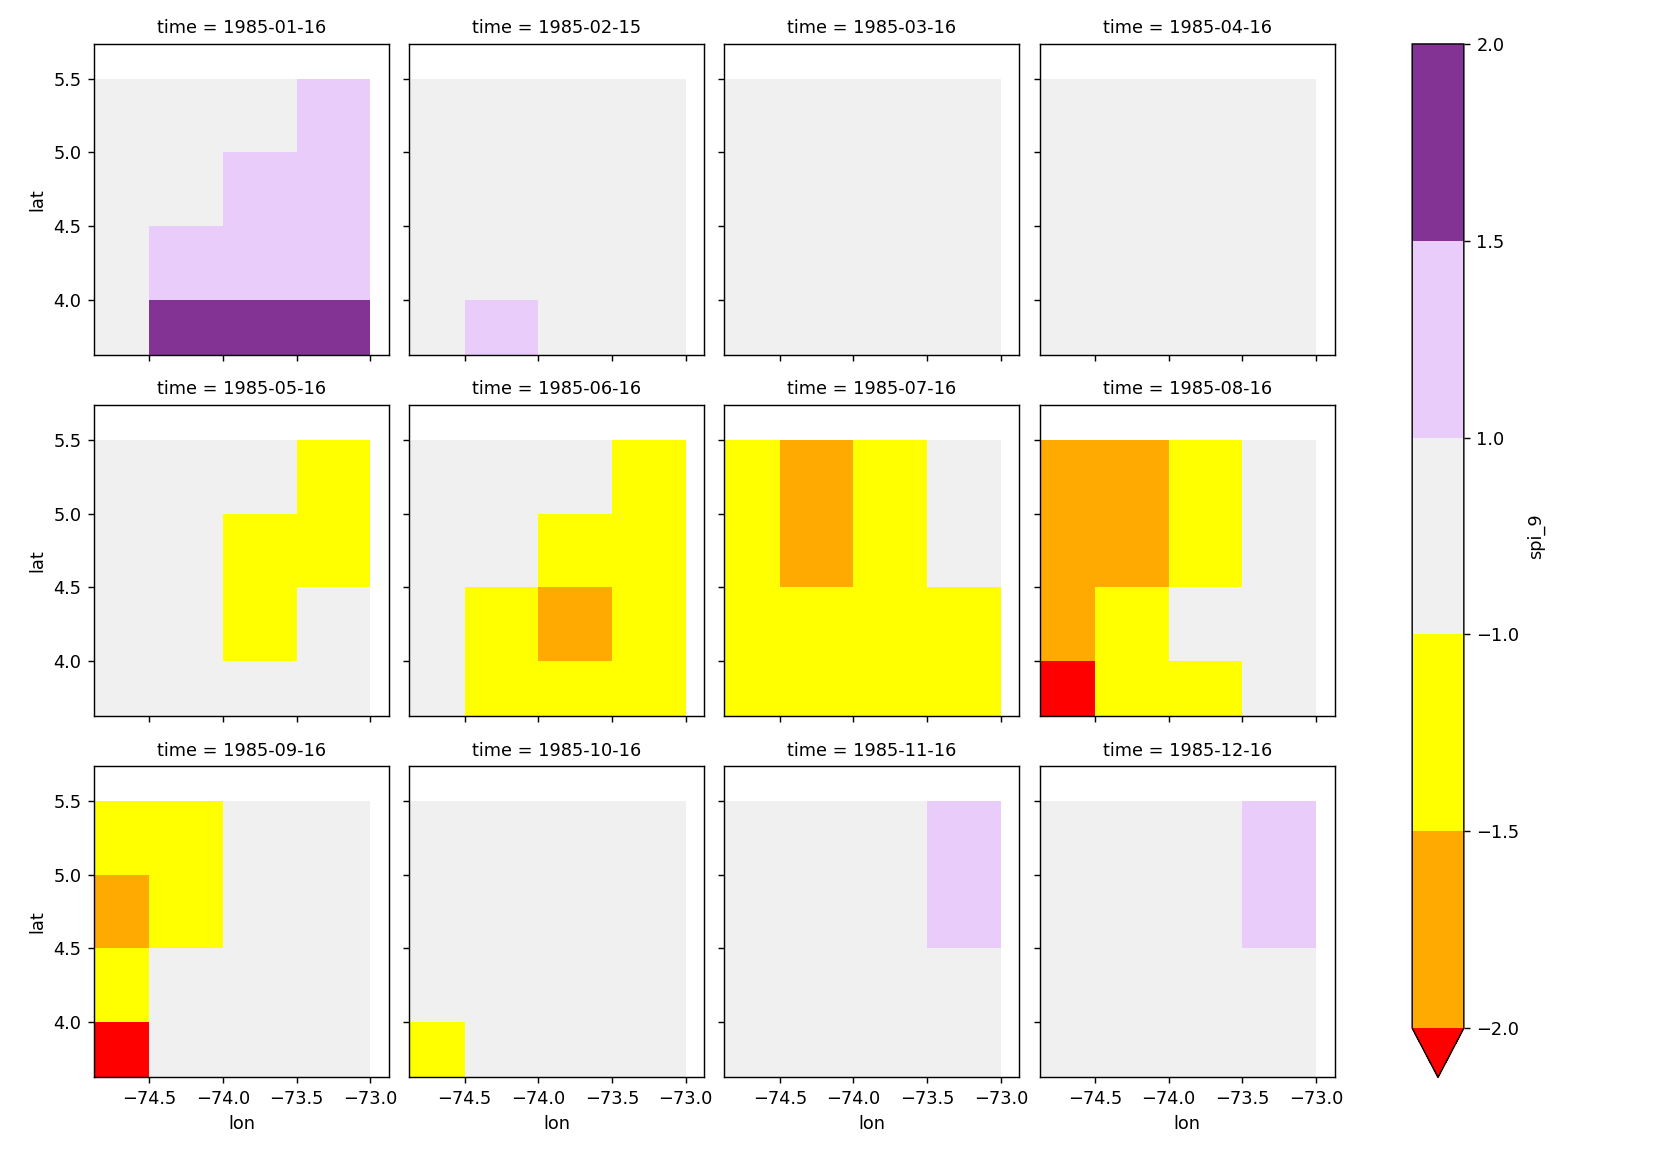 time = 1985-01-16
time = 1985-02-15
time = 1985-03-16
time = 1985-04-16
5.5
5.0
4.5
4.0
lat
time = 1985-05-16
time = 1985-06-16
time = 1985-07-16
time = 1985-08-16
5.5
5.0
4.5
4.0
lat
time = 1985-09-16
time = 1985-10-16
time = 1985-11-16
time = 1985-12-16
5.5
5.0
4.5
4.0
lat
−74.5 −74.0 −73.5 −73.0
−74.5 −74.0 −73.5 −73.0
−74.5 −74.0 −73.5 −73.0
−74.5 −74.0 −73.5 −73.0
lon
lon
lon
lon
2.0
1.5
1.0
−1.0
−1.5
−2.0
spi_9